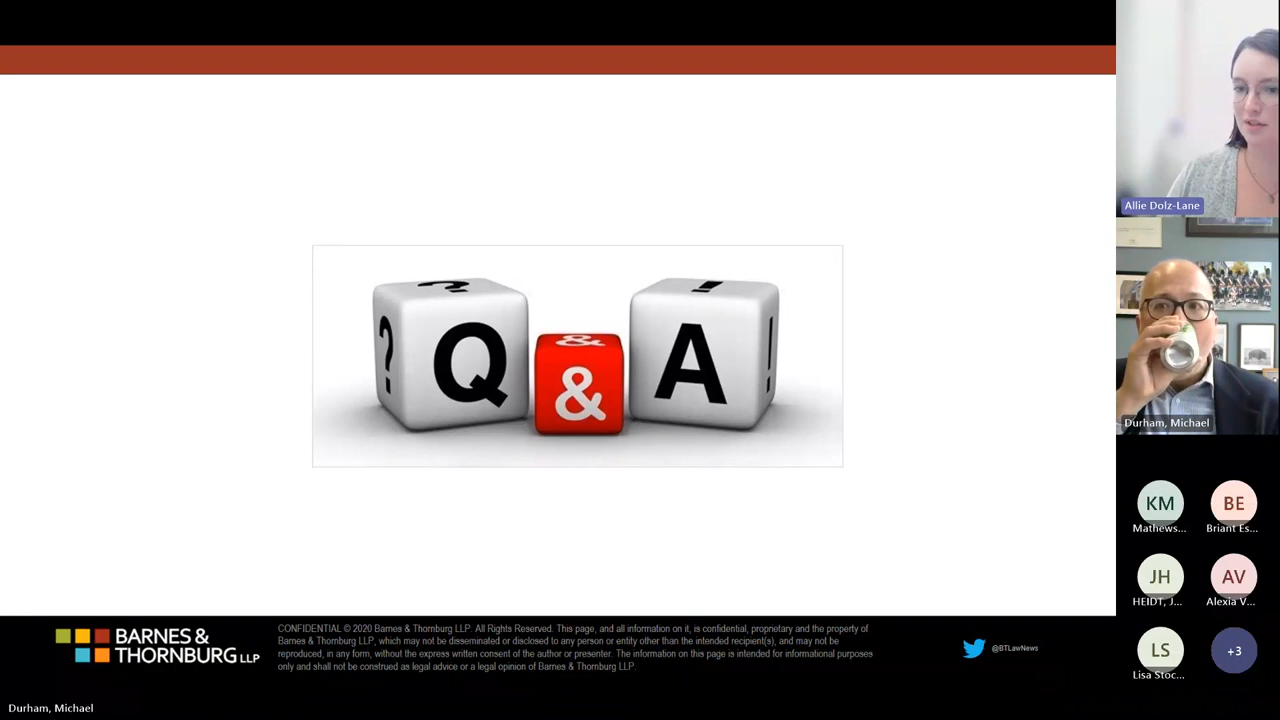 ? Q & & ! A !
BARNES &
THORNBURG LLP
CONFIDENTIAL © 2020 Barnes & Thornburg LLP. All Rights Reserved. This page, and all information on it, is confidential, proprietary and the property of
Barnes & Thornburg LLP, which may not be disseminated or disclosed to any person or entity other than the intended recipient(s), and may not be
reproduced, in any form, without the express written consent of the author or presenter. The information on this page is intended for informational purposes
only and shall not be construed as legal advice or a legal opinion of Barnes & Thornburg LLP.
@BTLawNews
Durham, Michael
Allie Dolz-Lane
Durham, Michael
KM
Mathews...
BE
Briant Es...
JH
HEIDT, J...
AV
Alexia V...
LS
Lisa Stoc...
+3